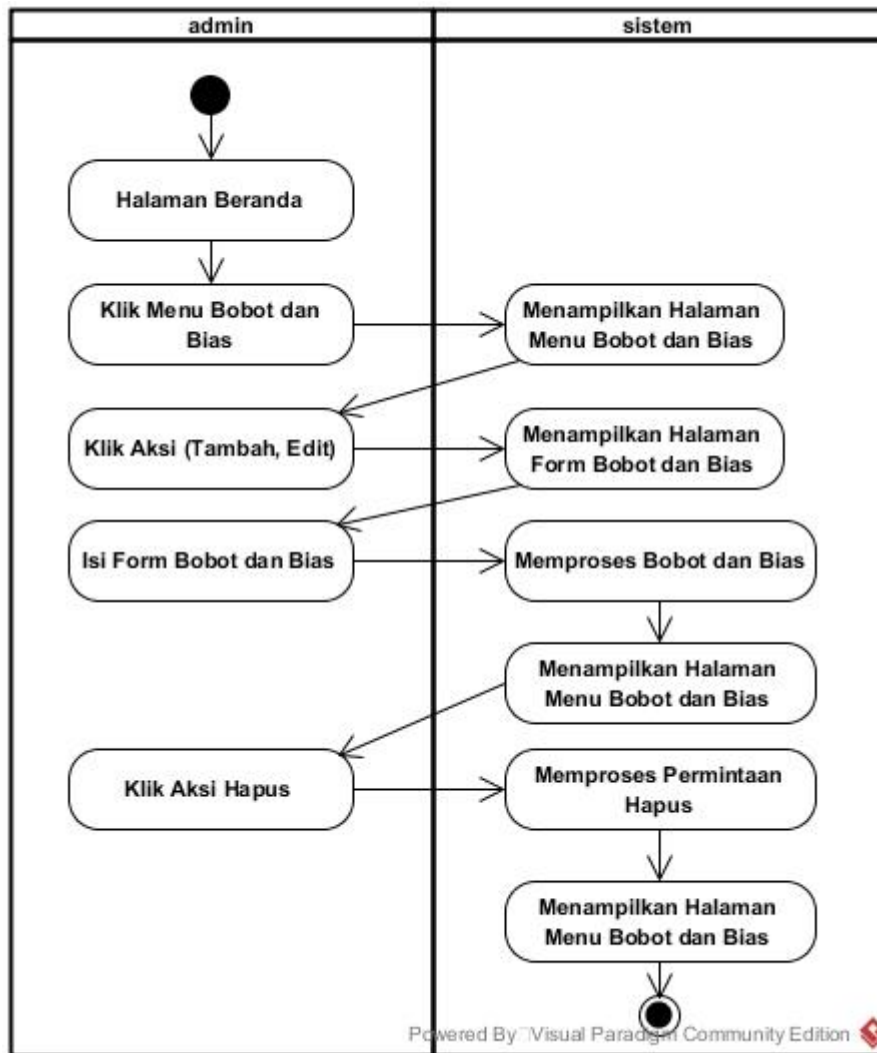 admin
sistem
Halaman Beranda
Klik Menu Bobot dan
Bias
Menampilkan Halaman
Menu Bobot dan Bias
Klik Aksi (Tambah, Edit)
Menampilkan Halaman
Form Bobot dan Bias
Isi Form Bobot dan Bias
Memproses Bobot dan Bias
Menampilkan Halaman
Menu Bobot dan Bias
Klik Aksi Hapus
Memproses Permintaan
Hapus
Menampilkan Halaman
Menu Bobot dan Bias
Powered By Visual Paradigm Community Edition